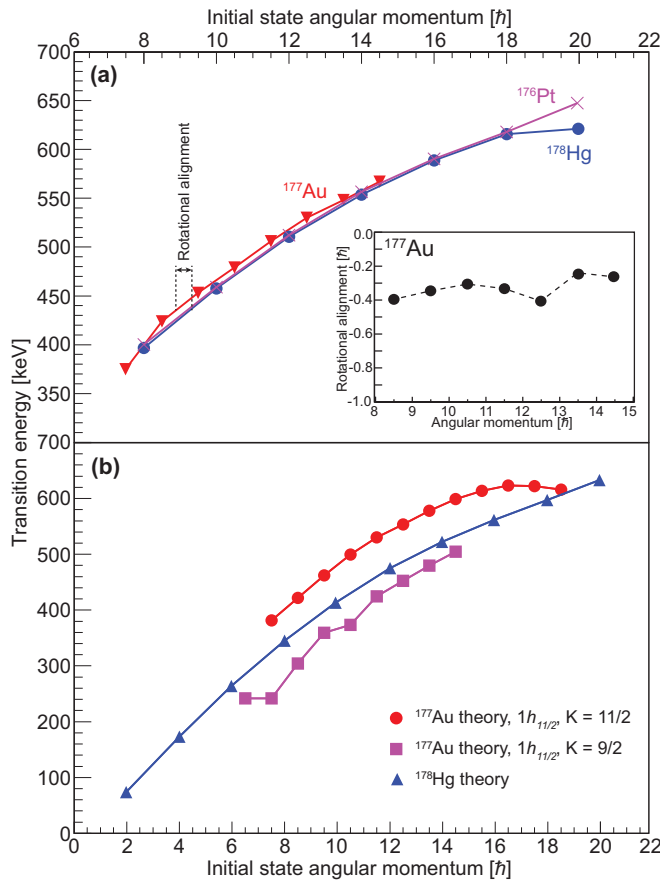 Initial state angular momentum [ħ]
6 8 10 12 14 16 18 20 22
700
(a)
650
600
550
500
450
400
350
Rotational alignment
¹⁷⁷Au
¹⁷⁶Pt
¹⁷⁸Hg
¹⁷⁷Au
Rotational alignment [ħ]
0.0
-0.2
-0.4
-0.6
-0.8
-1.0
8 9 10 11 12 13 14 15
Angular momentum [ħ]
Transition energy [keV]
700
(b)
600
500
400
300
200
100
0
¹⁷⁷Au theory, 1h₁₁/₂, K = 11/2
¹⁷⁷Au theory, 1h₁₁/₂, K = 9/2
¹⁷⁸Hg theory
0 2 4 6 8 10 12 14 16 18 20 22
Initial state angular momentum [ħ]